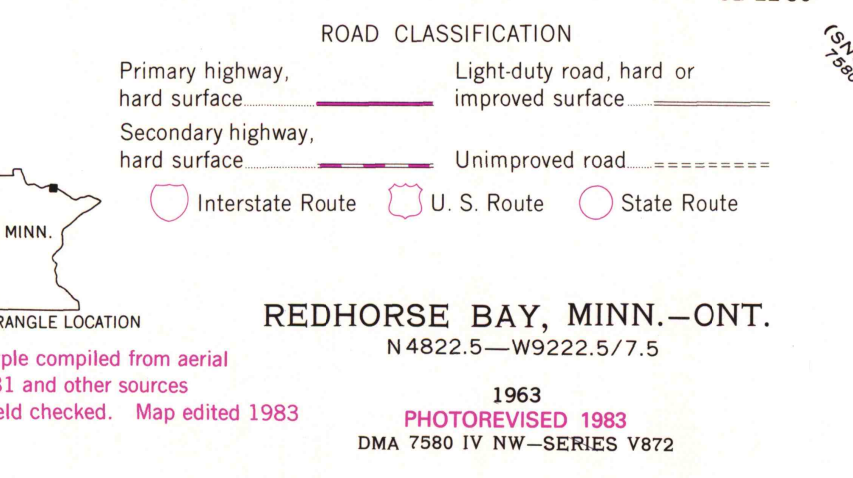 ROAD CLASSIFICATION
Primary highway,
hard surface
Light-duty road, hard or
improved surface
Secondary highway,
hard surface
Unimproved road
Interstate Route
U. S. Route
State Route
(SN
7580
MINN.
RANGLE LOCATION
ple compiled from aerial
31 and other sources
eld checked. Map edited 1983
REDHORSE BAY, MINN.—ONT.
N4822.5—W9222.5/7.5
1963
PHOTOREVISED 1983
DMA 7580 IV NW—SERIES V872